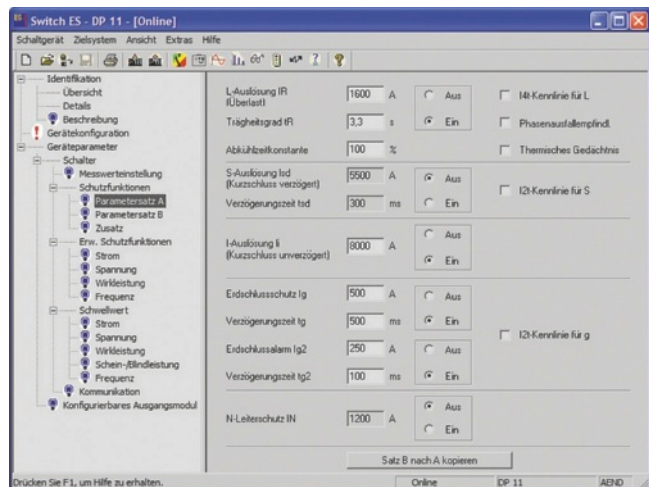 Switch ES - DP 11 - [Online]
Schaltgerät Zielsystem Ansicht Extras Hilfe
Identifikation
Übersicht
Details
Beschreibung
Gerätekonfiguration
Geräteparameter
Schalter
Messwerteinstellung
Schutzfunktionen
Parametersatz A
Parametersatz B
Zusatz
Erw. Schutzfunktionen
Strom
Spannung
Wirkleistung
Frequenz
Schwellwert
Strom
Spannung
Wirkleistung
Schein-/Blindleistung
Frequenz
Kommunikation
Konfigurierbares Ausgangsmodul
L-Auslösung IR 1600 A Aus I4t-Kennlinie für L
(Überlast)
Trägheitsgrad tR 3,3 s Ein Phasenausfallempfindl.
Abkühlzeitkonstante 100 % Thermisches Gedächtnis
S-Auslösung Isd 5500 A Aus
(Kurzschluss verzögert) I2t-Kennlinie für S
Verzögerungszeit tsd 300 ms Ein
I-Auslösung Ii 8000 A Aus
(Kurzschluss unverzögert) Ein
Erdschlussschutz Ig 500 A Aus
Verzögerungszeit tg 500 ms Ein
I2t-Kennlinie für g
Erdschlussalarm Ig2 250 A Aus
Verzögerungszeit tg2 100 ms Ein
N-Leiterschutz IN 1200 A Aus
Ein
Satz B nach A kopieren
Drücken Sie F1, um Hilfe zu erhalten. Online DP 11 AEND